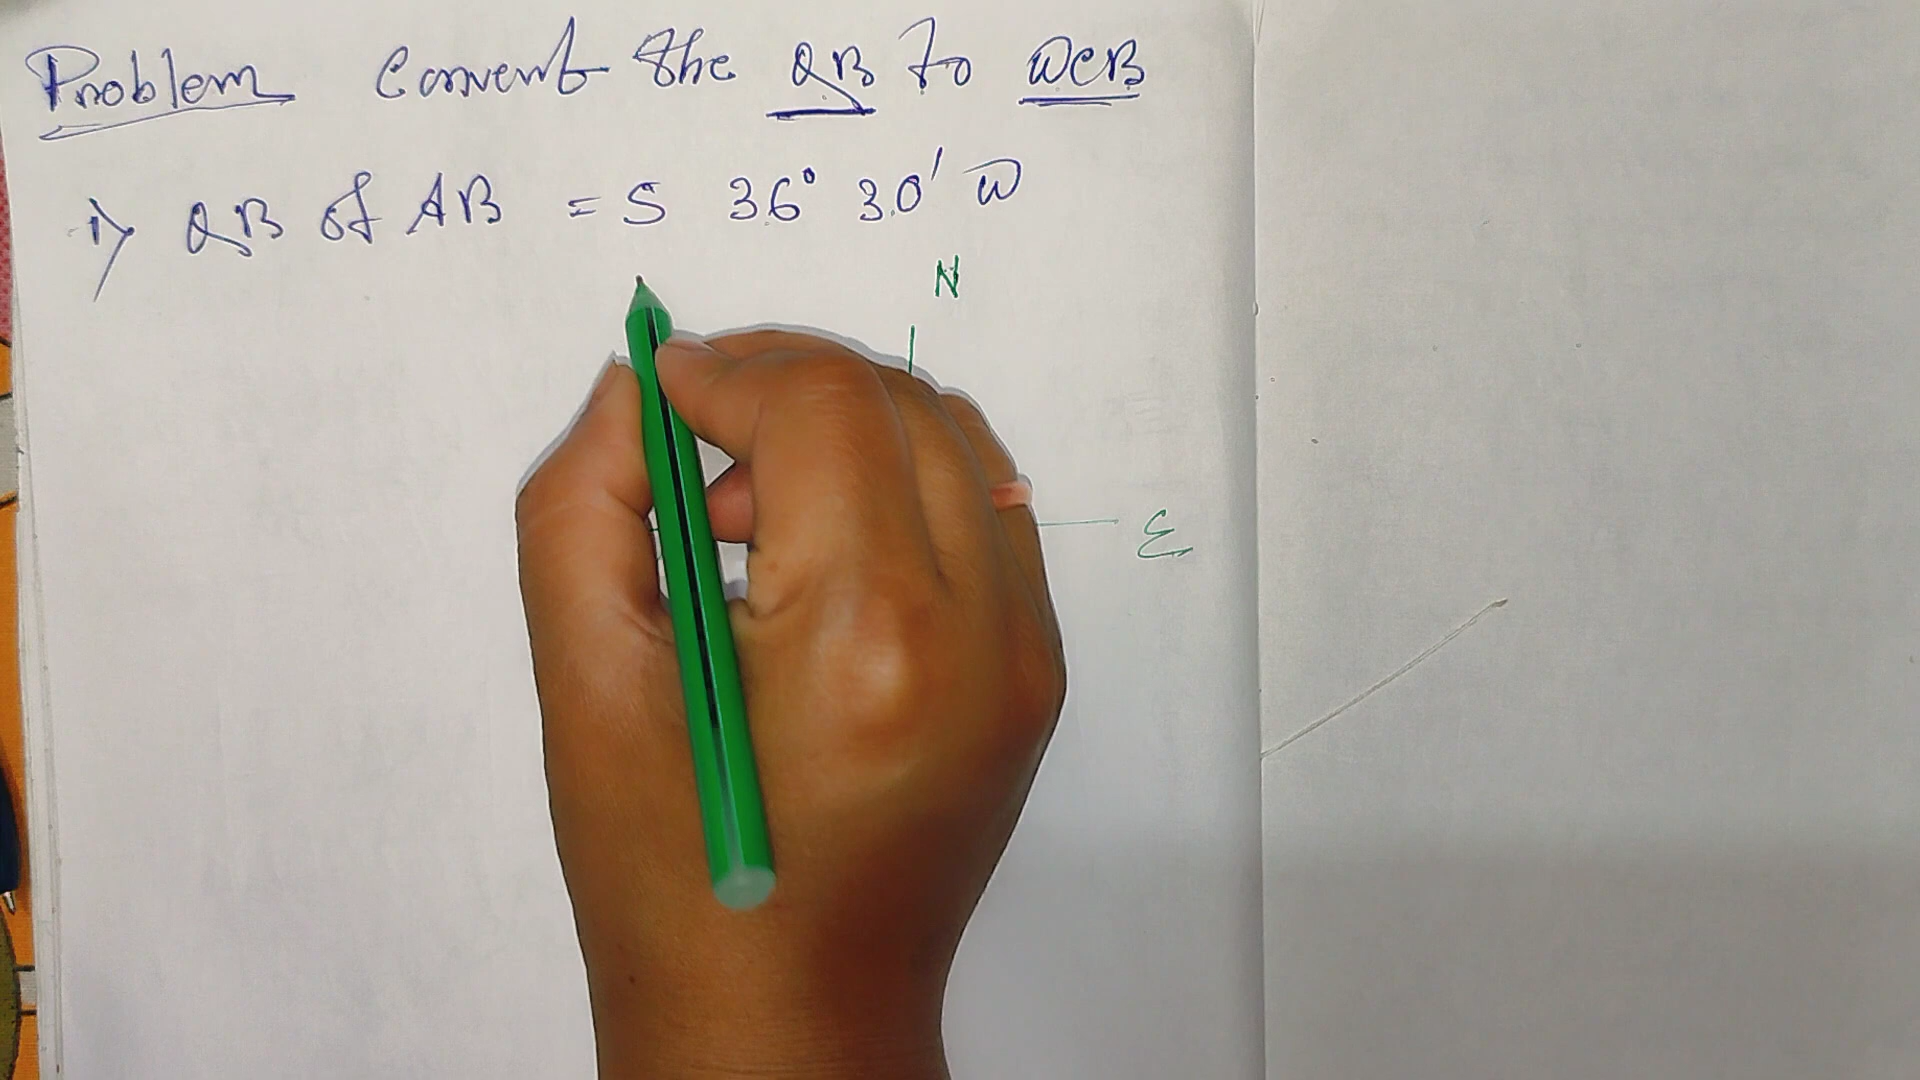 Problem Convert the QB to WCB
1) QB of AB = S 36° 30' W
N
E